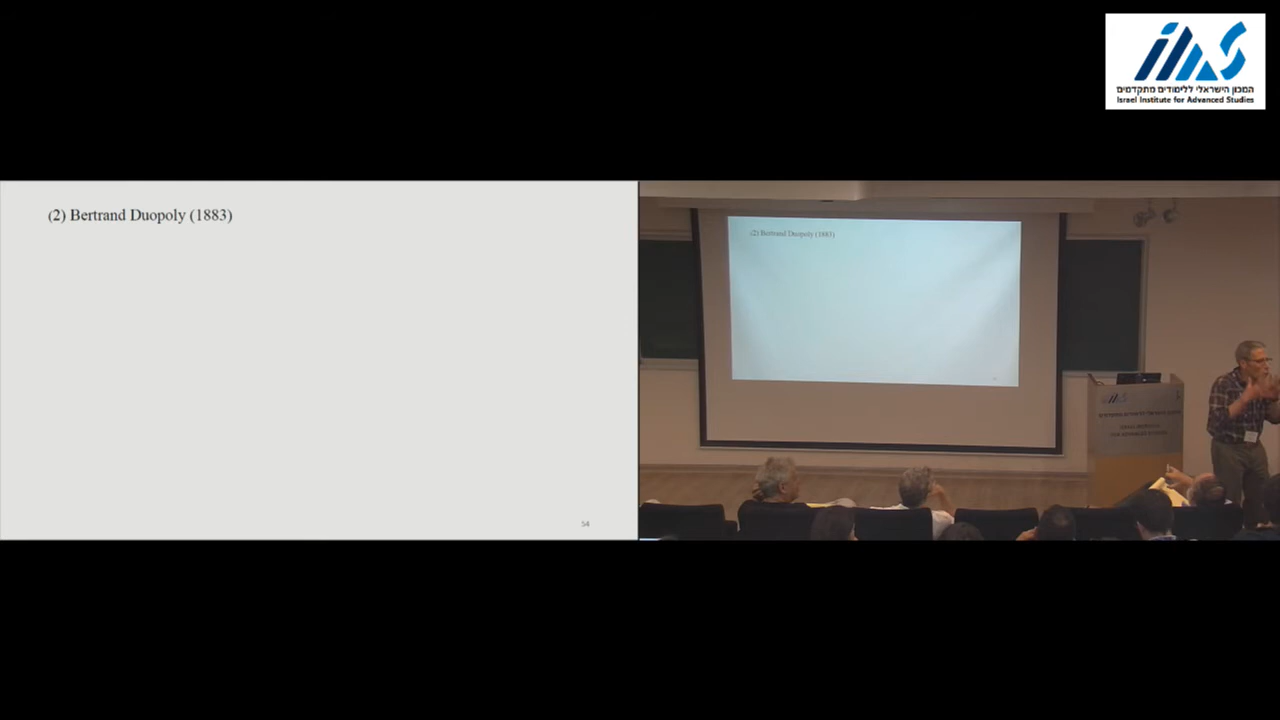 המכון הישראלי ללימודים מתקדמים
Israel Institute for Advanced Studies
(2) Bertrand Duopoly (1883)
54
(2) Bertrand Duopoly (1883)